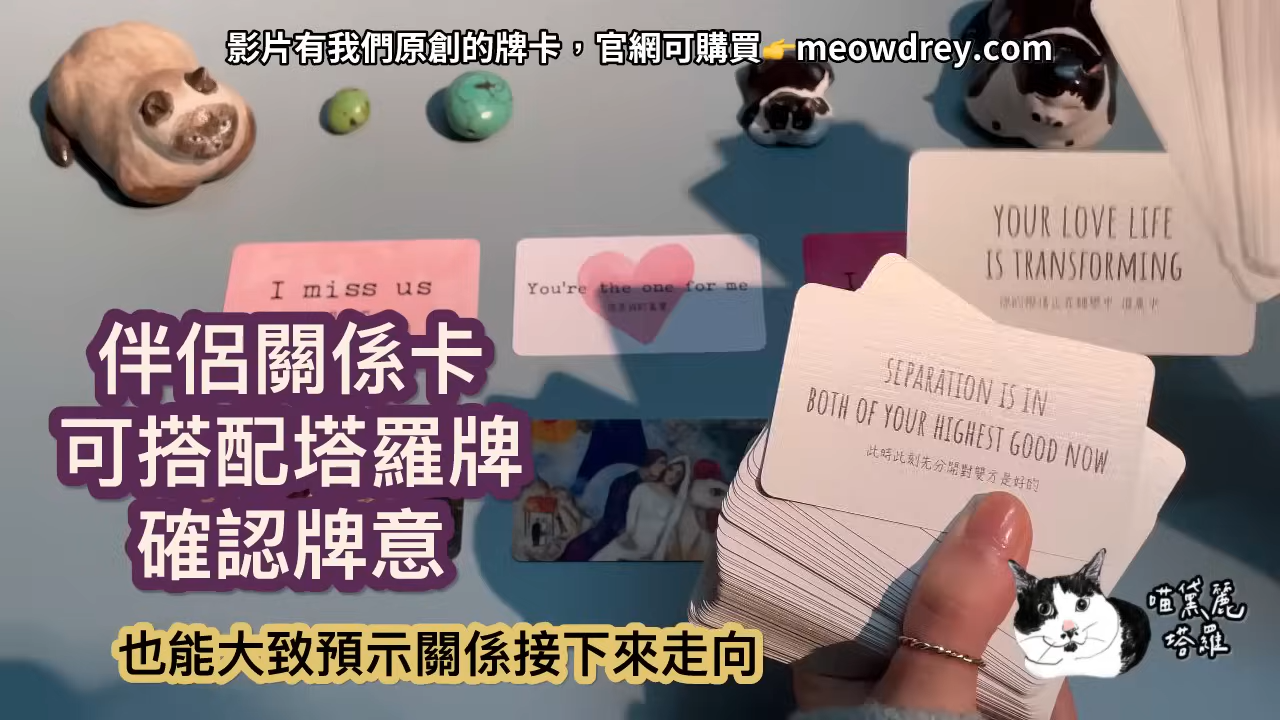 影片有我們原創的牌卡，官網可購買👉meowdrey.com
YOUR LOVE LIFE
IS TRANSFORMING
I miss us
You're the one for me
I
伴侶關係卡
可搭配塔羅牌
確認牌意
SEPARATION IS IN
BOTH OF YOUR HIGHEST GOOD NOW
此時此刻先分開對雙方是好的
也能大致預示關係接下來走向
喵黛麗
塔羅